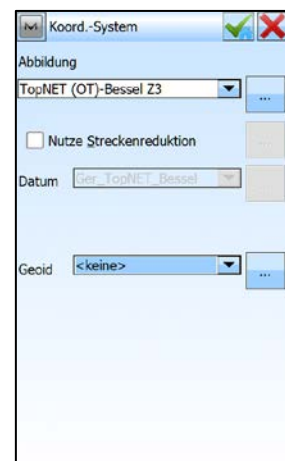 Koord.-System
Abbildung
TopNET (OT)-Bessel Z3
...
Nutze Streckenreduktion
...
Datum
Ger_TopNET_Bessel
...
Geoid
<keine>
...